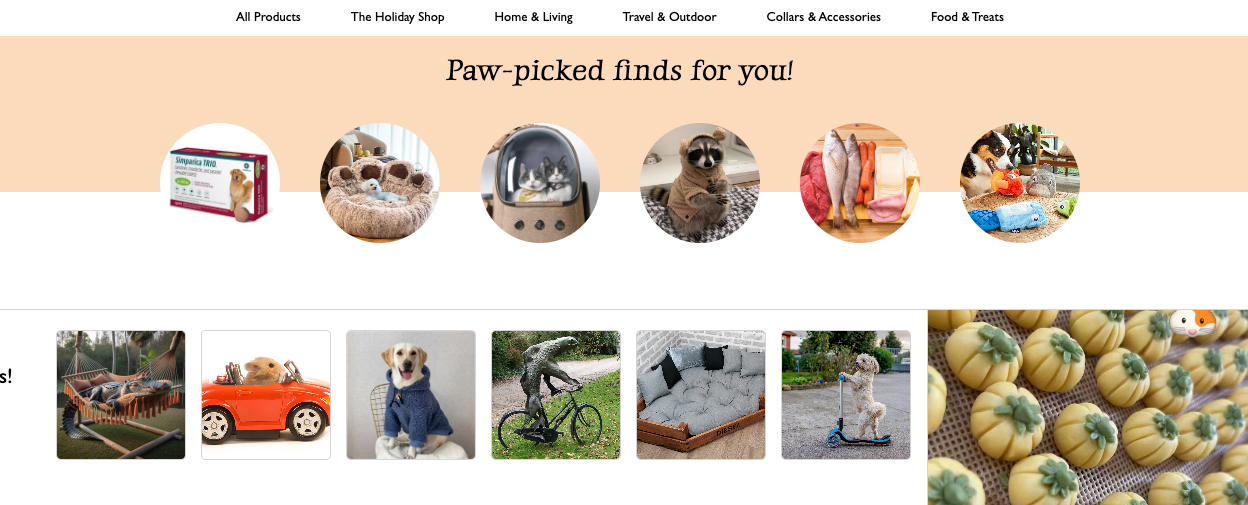 All Products The Holiday Shop Home & Living Travel & Outdoor Collars & Accessories Food & Treats
Paw-picked finds for you!
Simparica TRIO
s!
DIESEL